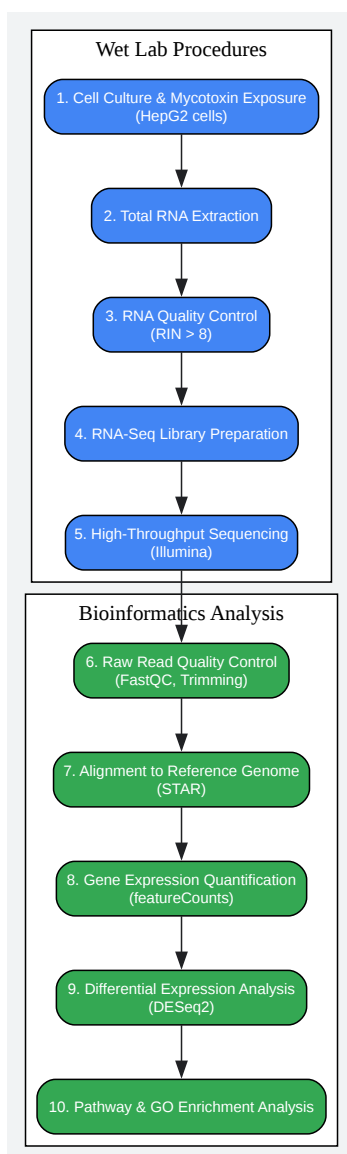 Wet Lab Procedures
1. Cell Culture & Mycotoxin Exposure
(HepG2 cells)
2. Total RNA Extraction
3. RNA Quality Control
(RIN > 8)
4. RNA-Seq Library Preparation
5. High-Throughput Sequencing
(Illumina)
Bioinformatics Analysis
6. Raw Read Quality Control
(FastQC, Trimming)
7. Alignment to Reference Genome
(STAR)
8. Gene Expression Quantification
(featureCounts)
9. Differential Expression Analysis
(DESeq2)
10. Pathway & GO Enrichment Analysis